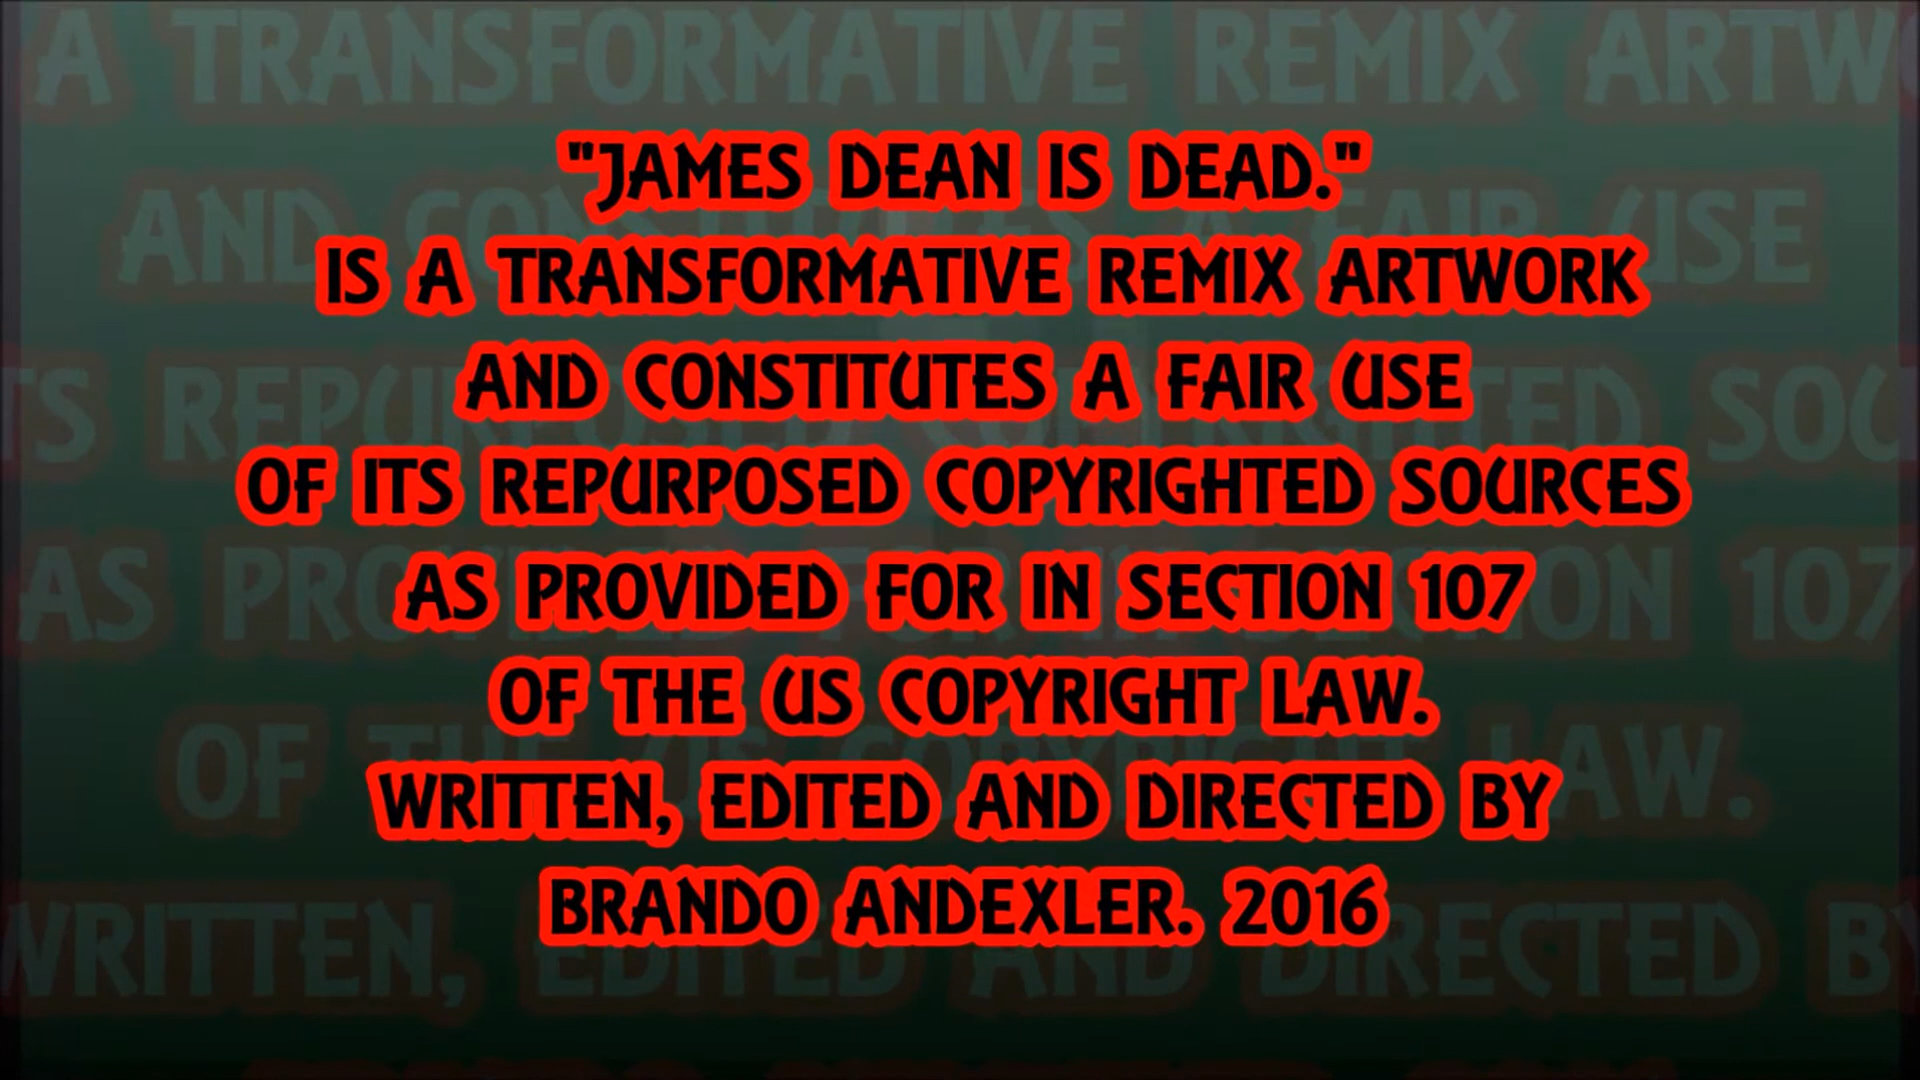 "JAMES DEAN IS DEAD."
IS A TRANSFORMATIVE REMIX ARTWORK
AND CONSTITUTES A FAIR USE
OF ITS REPURPOSED COPYRIGHTED SOURCES
AS PROVIDED FOR IN SECTION 107
OF THE US COPYRIGHT LAW.
WRITTEN, EDITED AND DIRECTED BY
BRANDO ANDEXLER. 2016